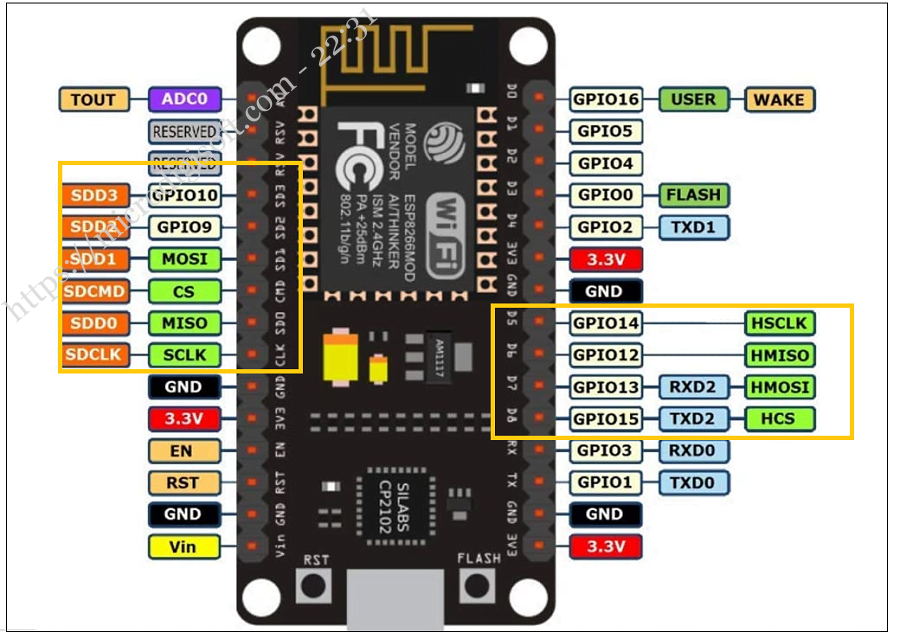 TOUT ADC0
RESERVED
RESERVED
SDD3 GPIO10
SDD2 GPIO9
SDD1 MOSI
SDCMD CS
SDD0 MISO
SDCLK SCLK
GND
3.3V
EN
RST
GND
Vin
RSV
RSV
SD3
SD2
SD1
CMD
SD0
CLK
GND
3V3
EN
RST
GND
Vin
MODEL
VENDOR
ESP8266MOD
AI/THINKER
ISM 2.4GHz
PA +25dBm
802.11b/g/n
FC
WiFi
AM1117
SILABS
CP2102
RST
FLASH
D0
D1
D2
D3
D4
3V3
GND
D5
D6
D7
D8
RX
TX
GND
3V3
GPIO16 USER WAKE
GPIO5
GPIO4
GPIO0 FLASH
GPIO2 TXD1
3.3V
GND
GPIO14 HSCLK
GPIO12 HMISO
GPIO13 RXD2 HMOSI
GPIO15 TXD2 HCS
GPIO3 RXD0
GPIO1 TXD0
GND
3.3V
https://microdigisoft.com - 22:31